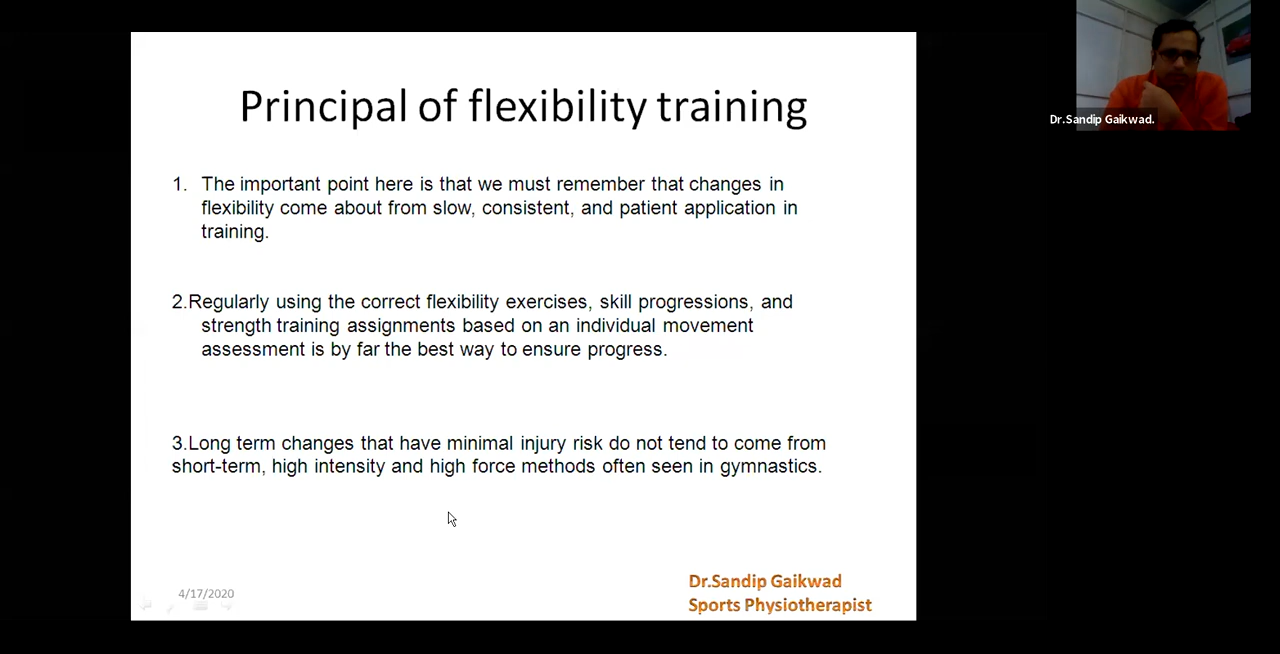 Principal of flexibility training
Dr.Sandip Gaikwad.
1. The important point here is that we must remember that changes in
flexibility come about from slow, consistent, and patient application in
training.
2.Regularly using the correct flexibility exercises, skill progressions, and
strength training assignments based on an individual movement
assessment is by far the best way to ensure progress.
3.Long term changes that have minimal injury risk do not tend to come from
short-term, high intensity and high force methods often seen in gymnastics.
4/17/2020
Dr.Sandip Gaikwad
Sports Physiotherapist